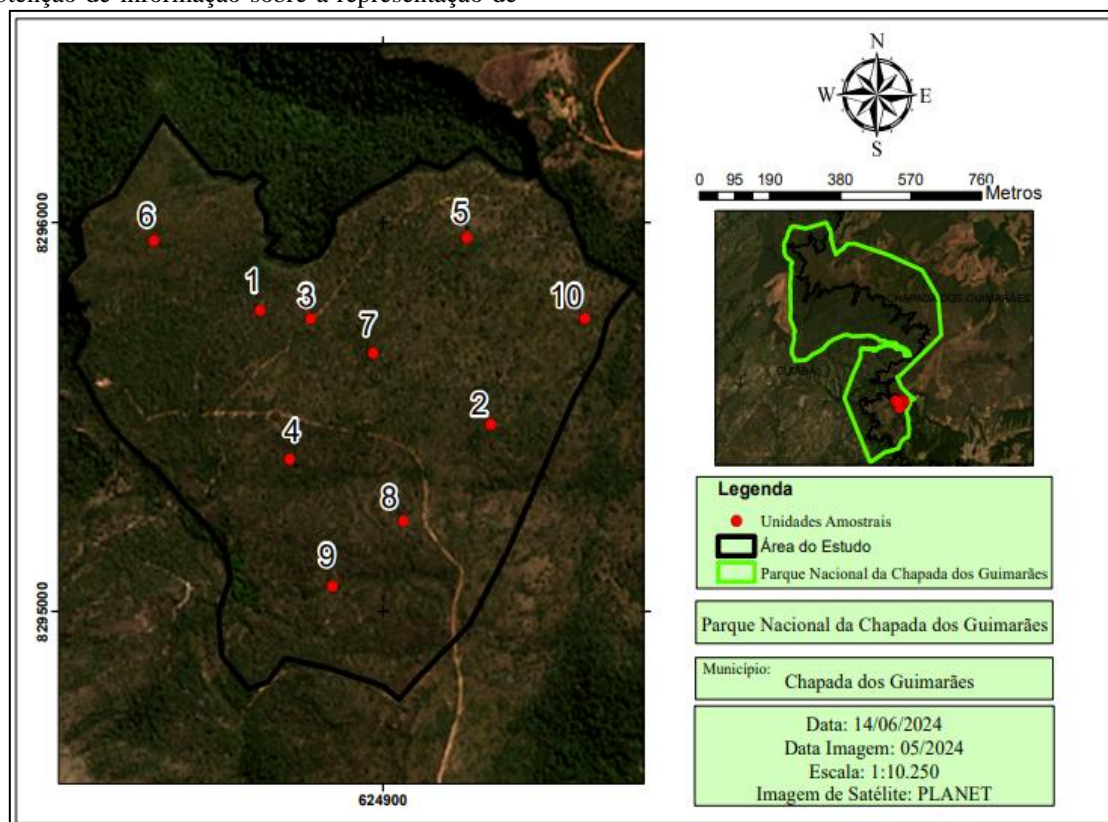 obtenção de informação sobre a representação de
N
W E
S
0 95 190 380 570 760
Metros
8296000
8295000
624900
6
5
1
3
10
7
2
4
8
9
CHAPADA DOS GUIMARÃES
CUIABÁ
Legenda
Unidades Amostrais
Área do Estudo
Parque Nacional da Chapada dos Guimarães
Parque Nacional da Chapada dos Guimarães
Município:
Chapada dos Guimarães
Data: 14/06/2024
Data Imagem: 05/2024
Escala: 1:10.250
Imagem de Satélite: PLANET